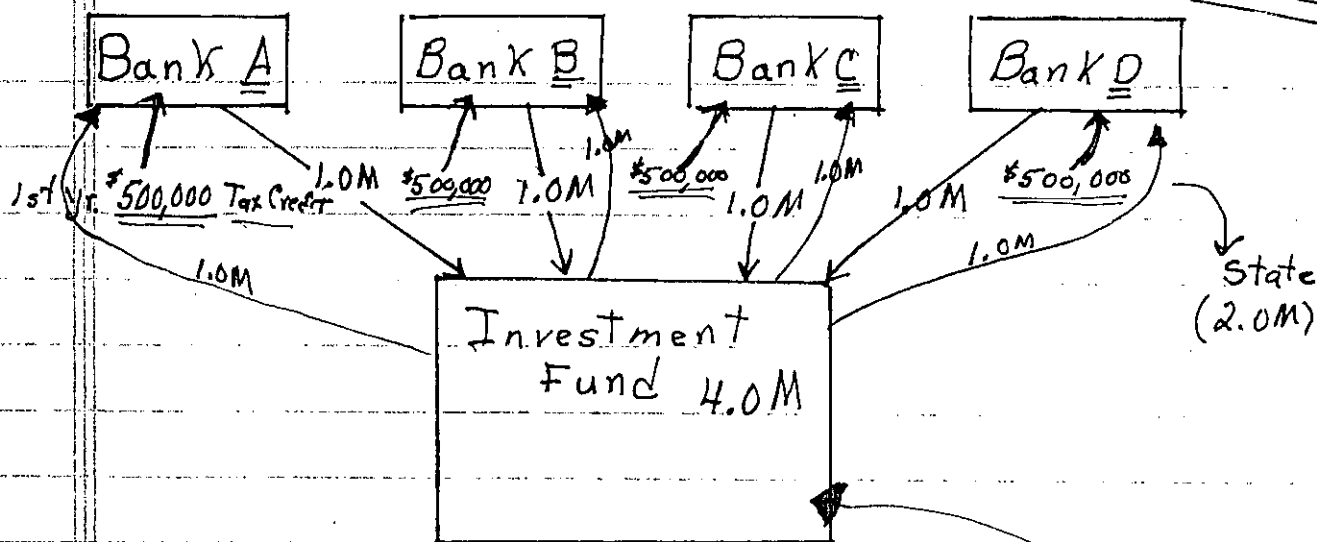 Bank A Bank B Bank C Bank D
1st Yr. $500,000 Tax Credit 1.0M $500,000 1.0M 1.0M $500,000 1.0M 1.0M 1.0M $500,000
1.0M 1.0M State
(2.0M)
Investment
Fund 4.0M